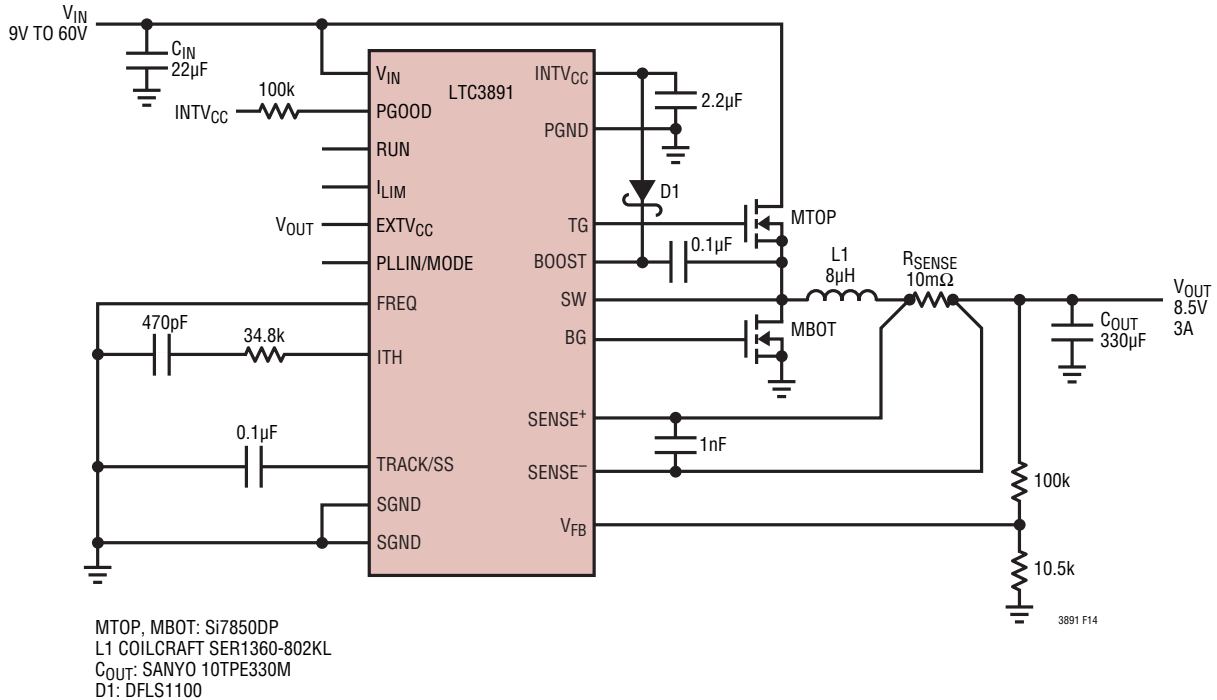 VIN
9V TO 60V
CIN
22µF
100k
INTVCC
LTC3891
VIN
PGOOD
RUN
ILIM
VOUT
EXTVCC
PLLIN/MODE
FREQ
470pF
34.8k
ITH
0.1µF
TRACK/SS
SGND
SGND
INTVCC
2.2µF
PGND
D1
TG
MTOP
BOOST
0.1µF
L1
8µH
RSENSE
10mΩ
SW
VOUT
8.5V
3A
COUT
330µF
BG
MBOT
SENSE+
1nF
SENSE–
100k
VFB
10.5k
3891 F14
MTOP, MBOT: Si7850DP
L1 COILCRAFT SER1360-802KL
COUT: SANYO 10TPE330M
D1: DFLS1100